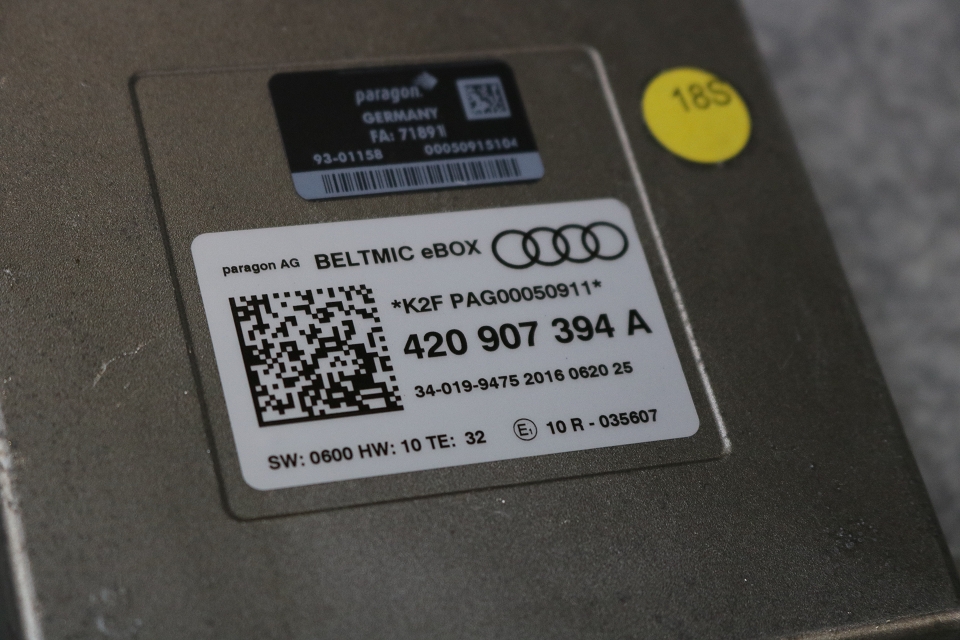 paragon
GERMANY
FA: 71891
93-01158 00050915104
18S
paragon AG BELTMIC eBOX
*K2F PAG00050911*
420 907 394 A
34-019-9475 2016 0620 25
SW: 0600 HW: 10 TE: 32 E1 10 R - 035607